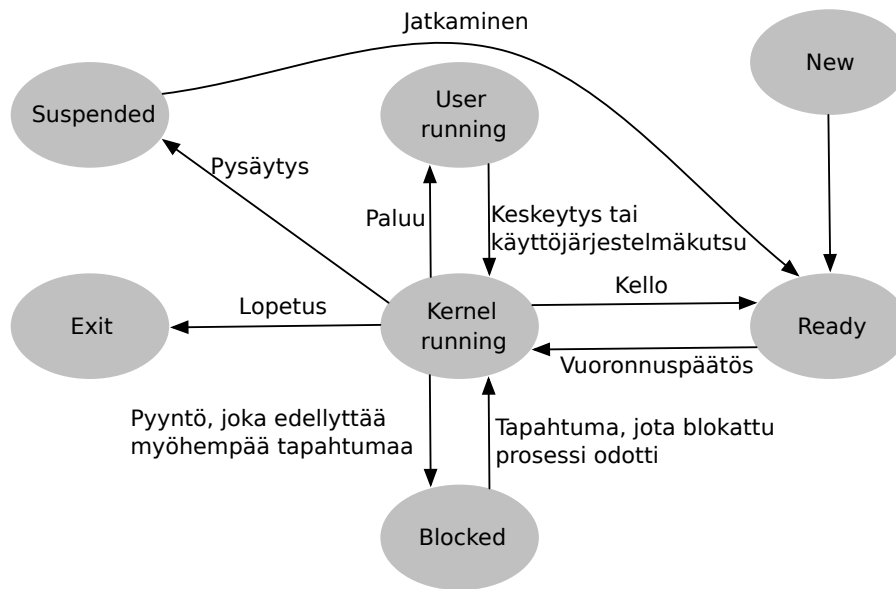 Jatkaminen
New
Suspended
User
running
Pysäytys
Paluu
Keskeytys tai
käyttöjärjestelmäkutsu
Kello
Lopetus
Exit
Kernel
running
Ready
Vuoronnuspäätös
Pyyntö, joka edellyttää
myöhempää tapahtumaa
Tapahtuma, jota blokattu
prosessi odotti
Blocked